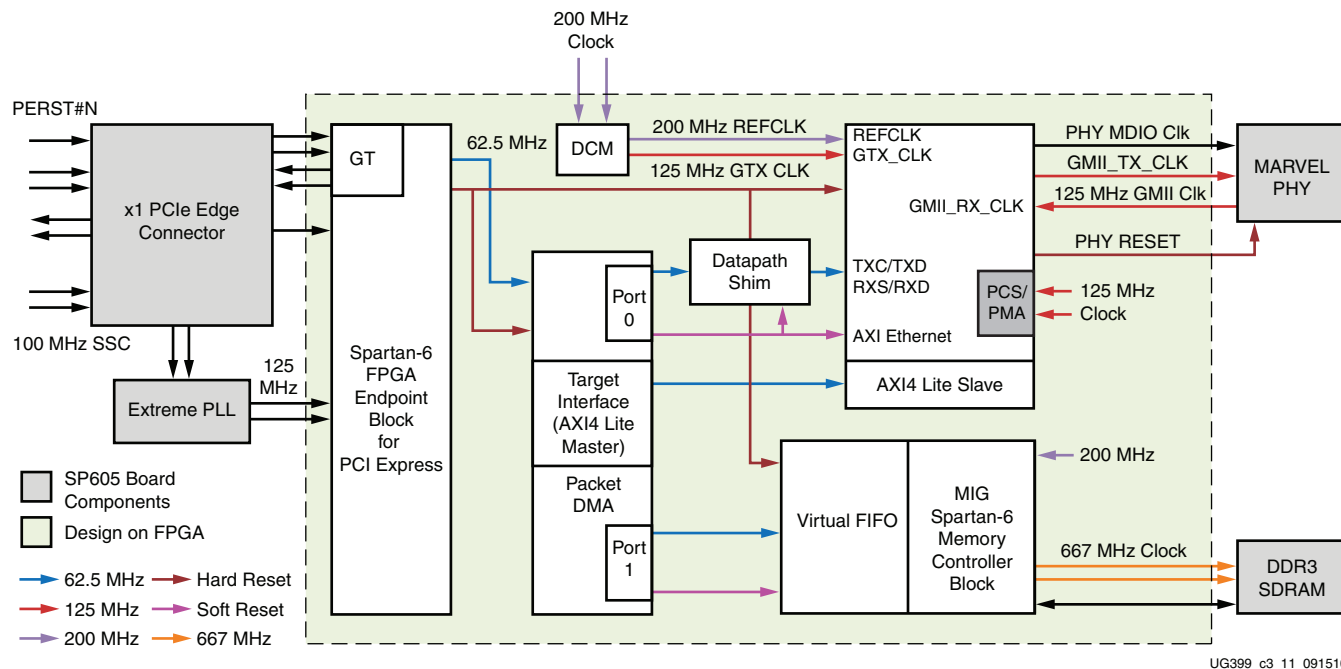 200 MHz
Clock
PERST#N
x1 PCIe Edge
Connector
100 MHz SSC
Extreme PLL
125
MHz
GT
Spartan-6
FPGA
Endpoint
Block
for
PCI Express
62.5 MHz
DCM
200 MHz REFCLK
125 MHz GTX CLK
REFCLK
GTX_CLK
GMII_RX_CLK
TXC/TXD
RXS/RXD
AXI Ethernet
PCS/
PMA
AXI4 Lite Slave
PHY MDIO Clk
GMII_TX_CLK
125 MHz GMII Clk
PHY RESET
MARVEL
PHY
125 MHz
Clock
Port
0
Datapath
Shim
Target
Interface
(AXI4 Lite
Master)
Packet
DMA
Port
1
Virtual FIFO
MIG
Spartan-6
Memory
Controller
Block
200 MHz
667 MHz Clock
DDR3
SDRAM
SP605 Board
Components
Design on FPGA
62.5 MHz
Hard Reset
125 MHz
Soft Reset
200 MHz
667 MHz